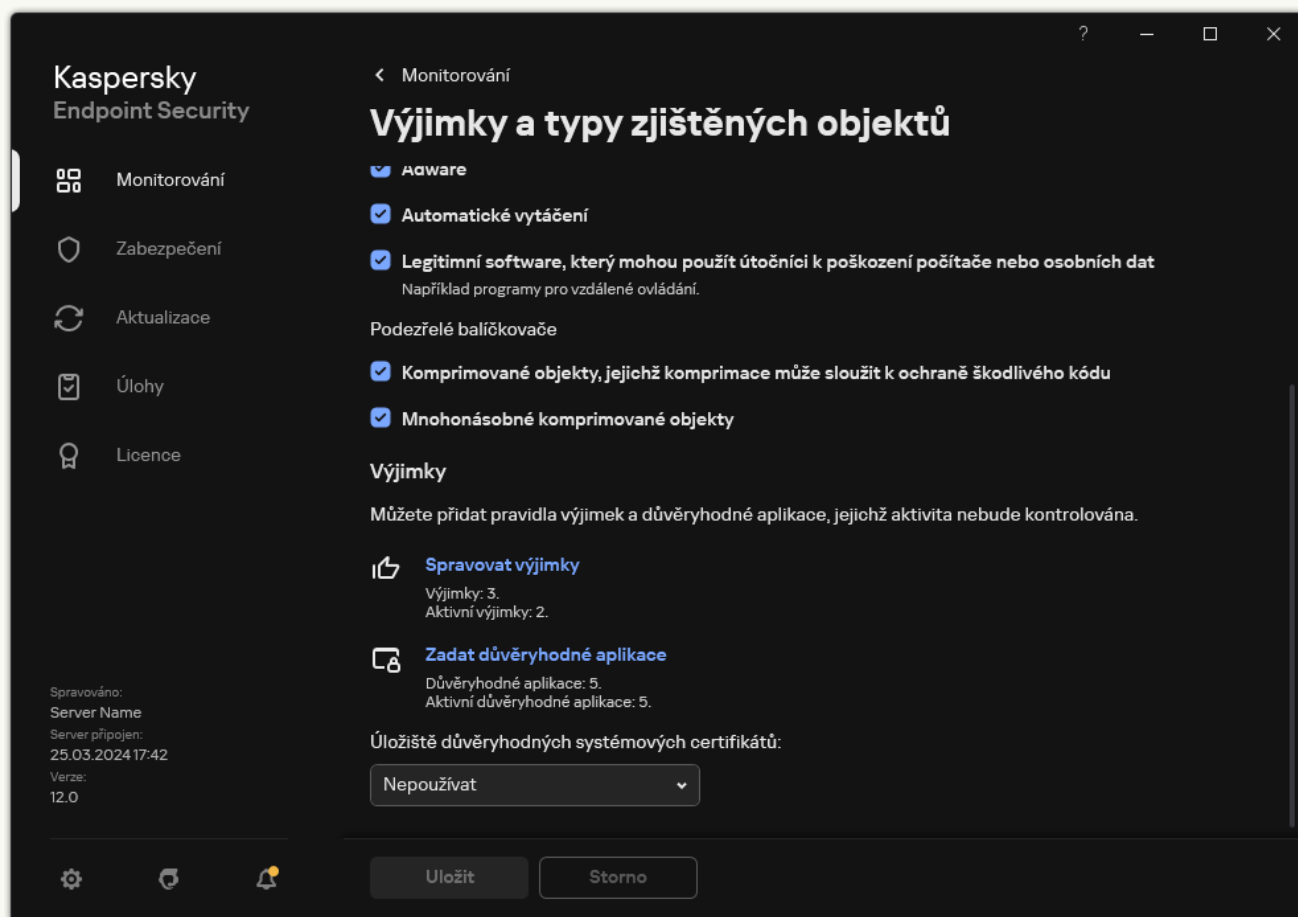 ?
Kaspersky
Endpoint Security
Monitorování
Zabezpečení
Aktualizace
Úlohy
Licence
Spravováno:
Server Name
Server připojen:
25.03.2024 17:42
Verze:
12.0
Monitorování
Výjimky a typy zjištěných objektů
Adware
Automatické vytáčení
Legitimní software, který mohou použít útočníci k poškození počítače nebo osobních dat
Například programy pro vzdálené ovládání.
Podezřelé balíčkovače
Komprimované objekty, jejichž komprimace může sloužit k ochraně škodlivého kódu
Mnohonásobné komprimované objekty
Výjimky
Můžete přidat pravidla výjimek a důvěryhodné aplikace, jejichž aktivita nebude kontrolována.
Spravovat výjimky
Výjimky: 3.
Aktivní výjimky: 2.
Zadat důvěryhodné aplikace
Důvěryhodné aplikace: 5.
Aktivní důvěryhodné aplikace: 5.
Úložiště důvěryhodných systémových certifikátů:
Nepoužívat
Uložit
Storno